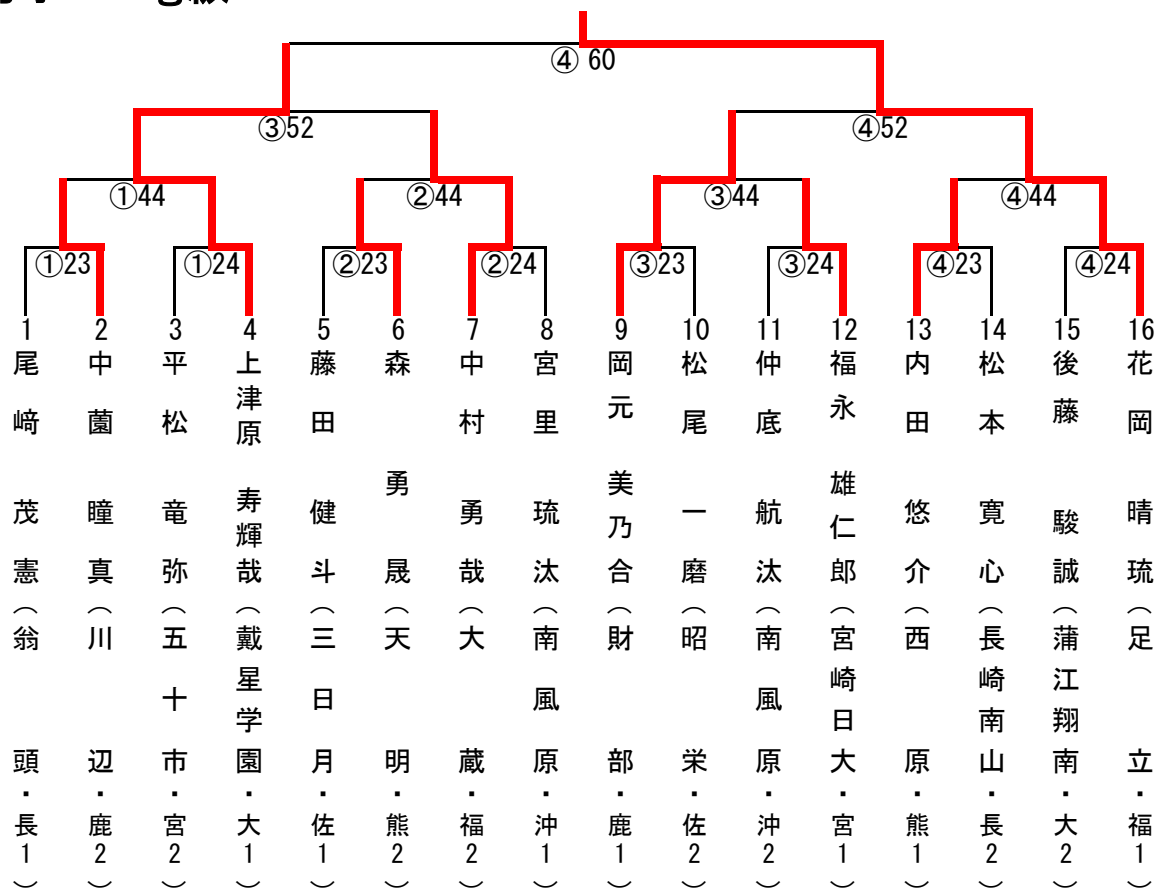 ④ 60
③52
④52
①44
②44
③44
④44
①23
①24
②23
②24
③23
③24
④23
④24
1 尾﨑 茂憲(翁頭・長1)
2 中薗 瞳真(川辺・鹿2)
3 平松 竜弥(五十市・宮2)
4 上津原 寿輝哉(戴星学園・大1)
5 藤田 健斗(三日月・佐1)
6 森 勇晟(天明・熊2)
7 中村 勇哉(大蔵・福2)
8 宮里 琉汰(南風原・沖1)
9 岡元 美乃合(財部・鹿1)
10 松尾 一磨(昭栄・佐2)
11 仲底 航汰(南風原・沖2)
12 福永 雄仁郎(宮崎日大・宮1)
13 内田 悠介(西原・熊1)
14 松本 寛心(長崎南山・長2)
15 後藤 駿誠(蒲江翔南・大2)
16 花岡 晴琉(足立・福1)